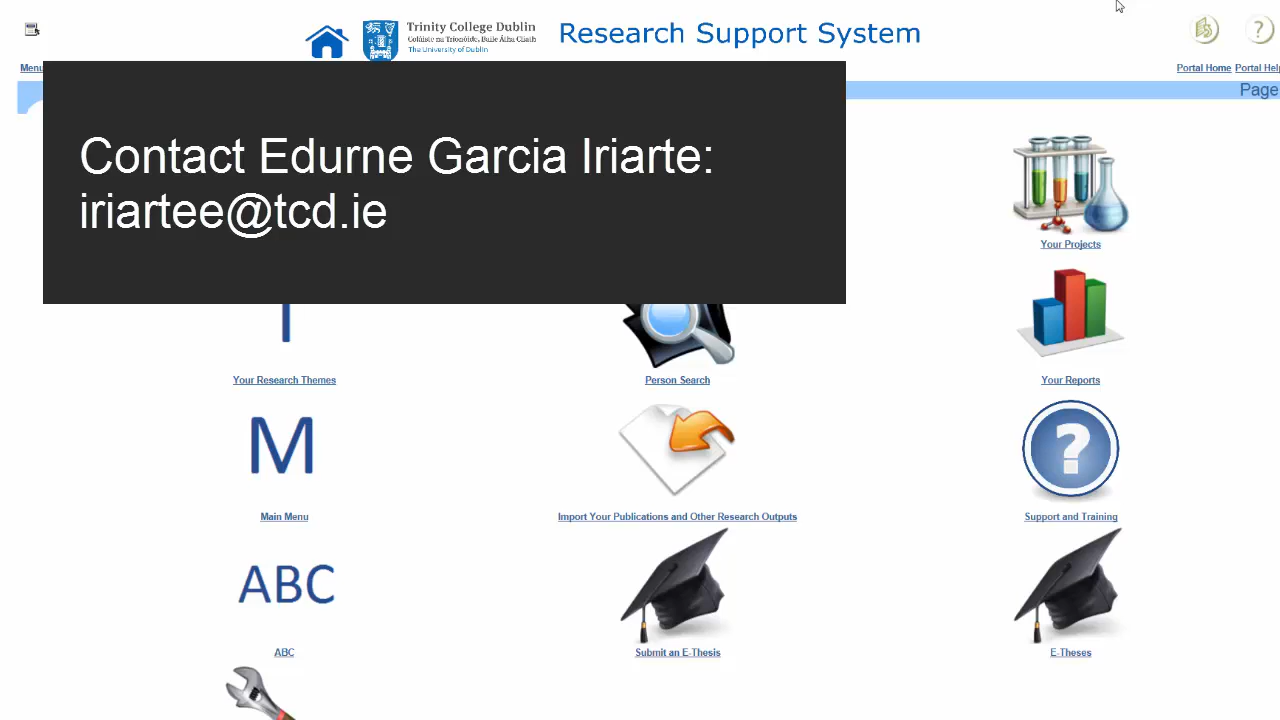 Trinity College Dublin
Coláiste na Tríonóide, Baile Átha Cliath
The University of Dublin
Research Support System
Menu
Portal Home
Portal Help
Page
Contact Edurne Garcia Iriarte:
iriartee@tcd.ie
Your Projects
Your Research Themes
Person Search
Your Reports
M
Main Menu
Import Your Publications and Other Research Outputs
Support and Training
ABC
ABC
Submit an E-Thesis
E-Theses